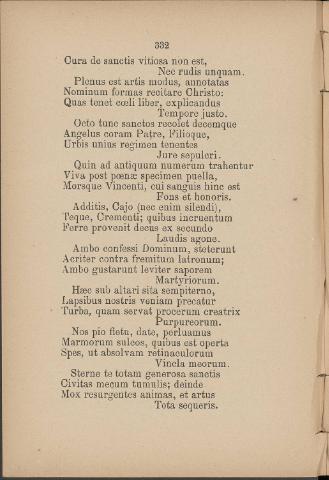 332
Cura de sanctis vitiosa non est,
Nec rudis unquam.
Plenus est artis modus, annotatas
Nominum formas recitare Christo:
Quas tenet cœli liber, explicandus
Tempore justo.
Octo tunc sanctos recolet decemque
Angelus coram Patre, Filioque,
Urbis unius regimen tenentes
Jure sepulcri.
Quin ad antiquum numerum trahentur
Viva post pœnæ specimen puella,
Morsque Vincenti, cui sanguis hinc est
Fons et honoris.
Additis, Cajo (nec enim silendi),
Teque, Crementi; quibus incruentum
Ferre provenit decus ex secundo
Laudis agone.
Ambo confessi Dominum, steterunt
Acriter contra fremitum latronum;
Ambo gustarunt leviter saporem
Martyriorum.
Hæc sub altari sita sempiterno,
Lapsibus nostris veniam precatur
Turba, quam servat procerum creatrix
Purpureorum.
Nos pio fletu, date, perluamus
Marmorum sulcos, quibus est operta
Spes, ut absolvam retinaculorum
Vincla meorum.
Sterne te totam generosa sanctis
Civitas mecum tumulis; deinde
Mox resurgentes animas, et artus
Tota sequeris.